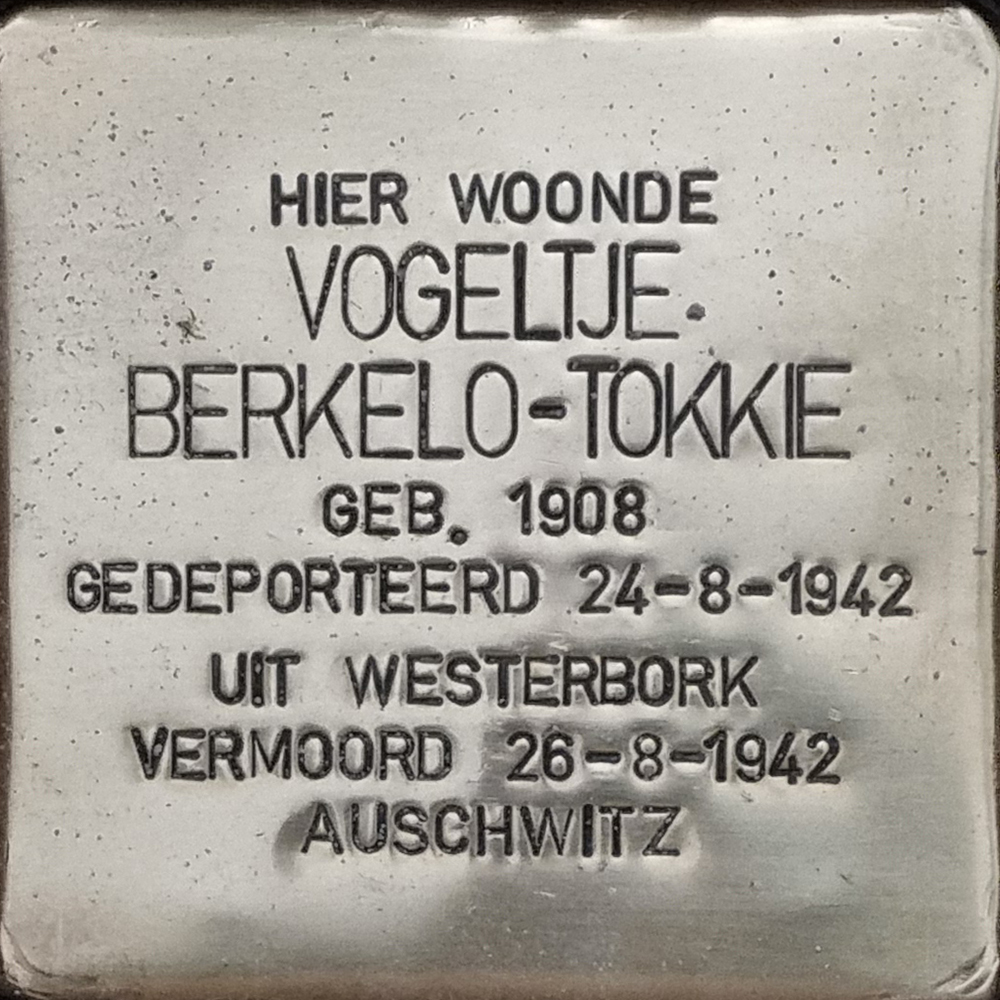 HIER WOONDE
VOGELTJE
BERKELO-TOKKIE
GEB. 1908
GEDEPORTEERD 24-8-1942
UIT WESTERBORK
VERMOORD 26-8-1942
AUSCHWITZ